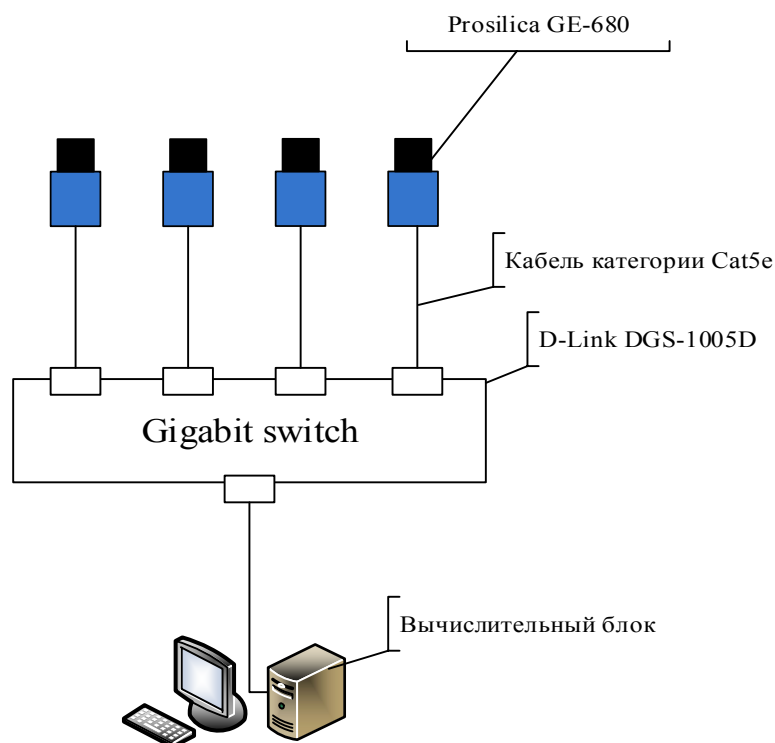 Prosilica GE-680
Кабель категории Cat5e
D-Link DGS-1005D
Gigabit switch
Вычислительный блок